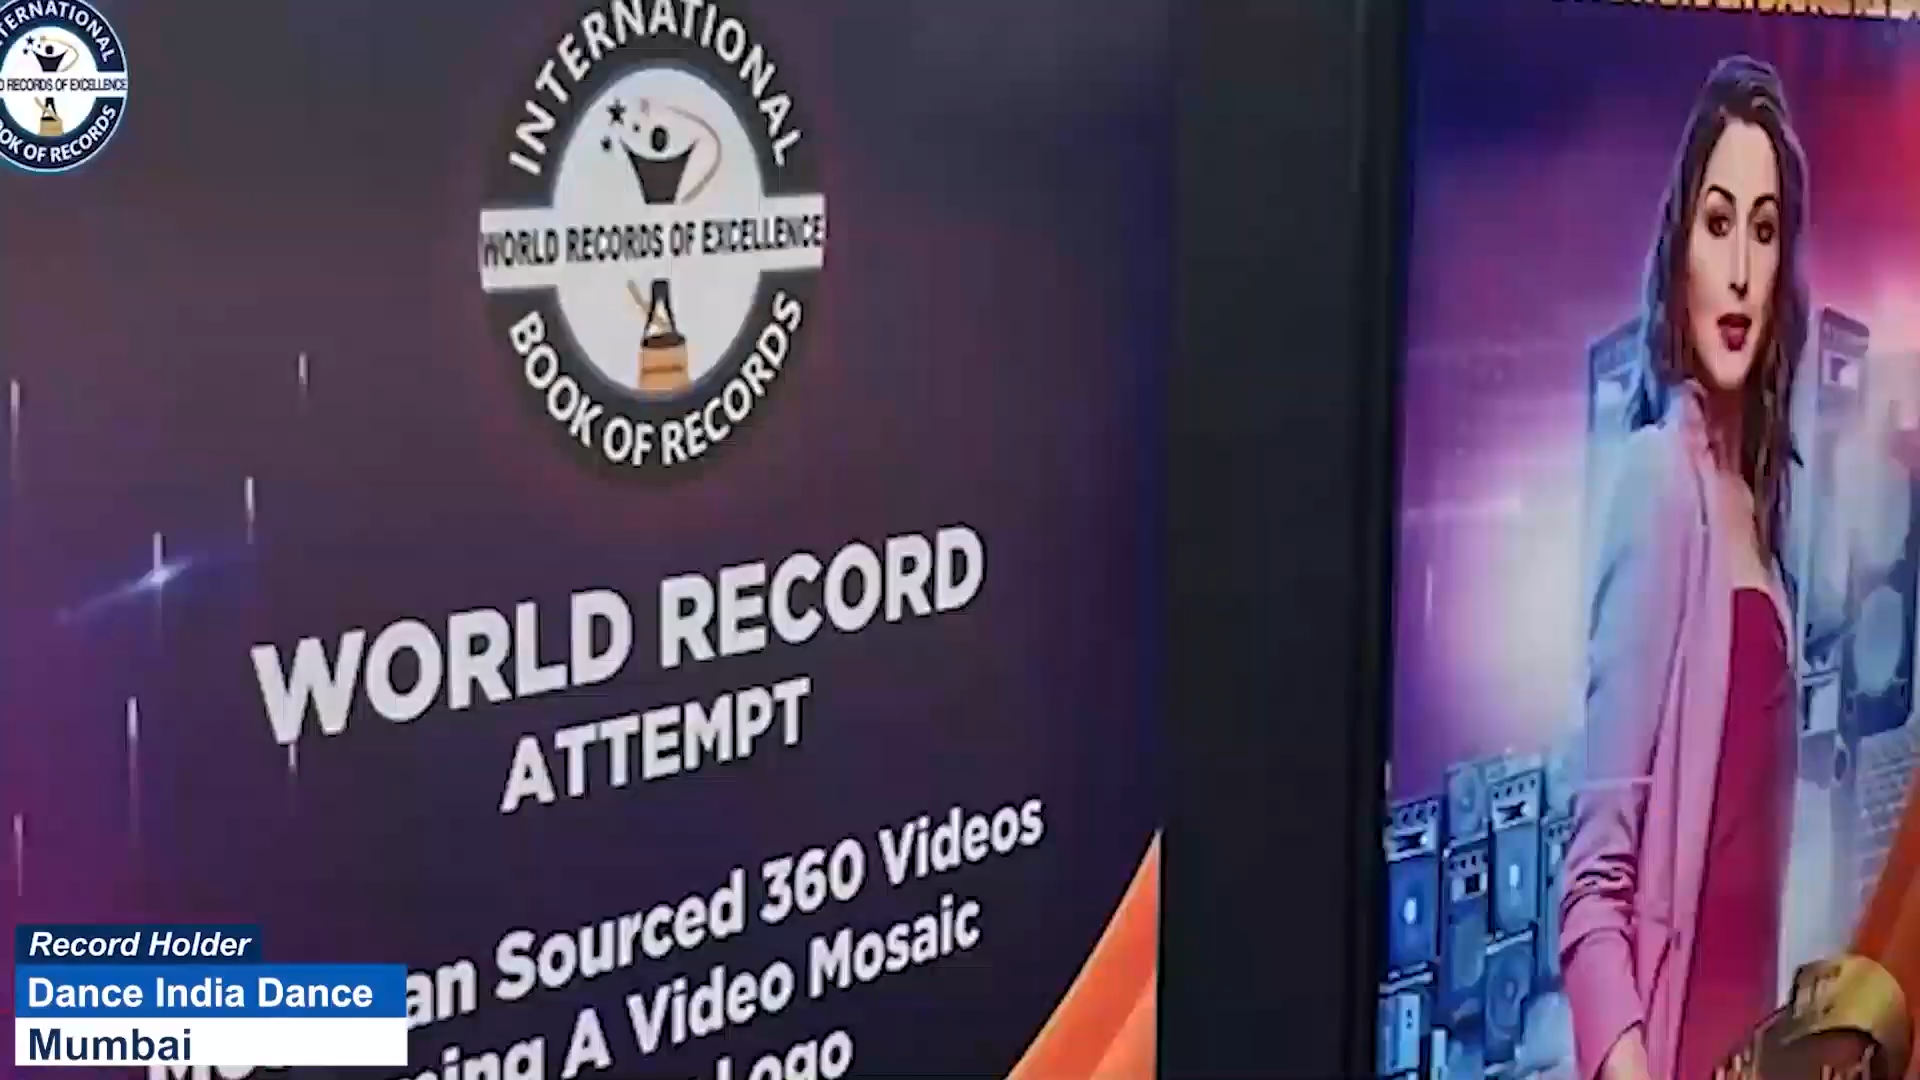 INTERNATIONAL
WORLD RECORDS OF EXCELLENCE
BOOK OF RECORDS
RECORDS OF EXCELLENCE
BOOK OF RECORDS
WORLD RECORD
ATTEMPT
Sourced 360 Videos
A Video Mosaic
Logo
Record Holder
Dance India Dance
Mumbai